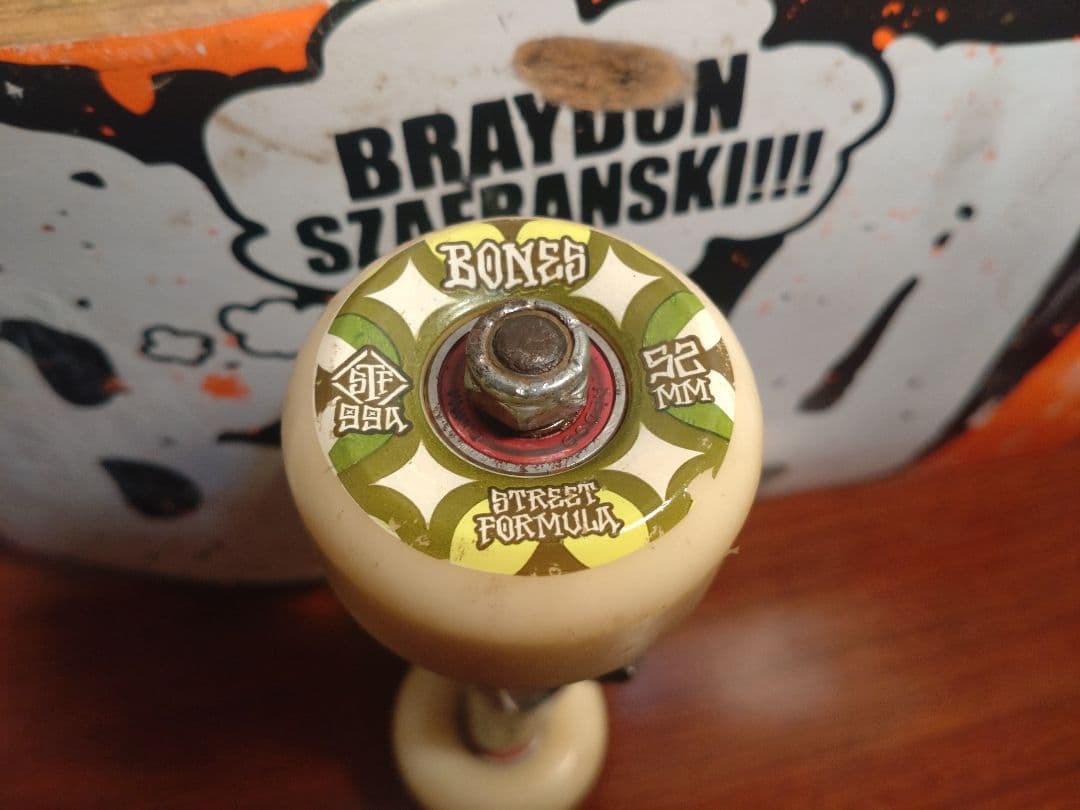 BRAYDON
SZAFRANSKI!!!
BONES
STF
99A
52
MM
STREET
FORMULA